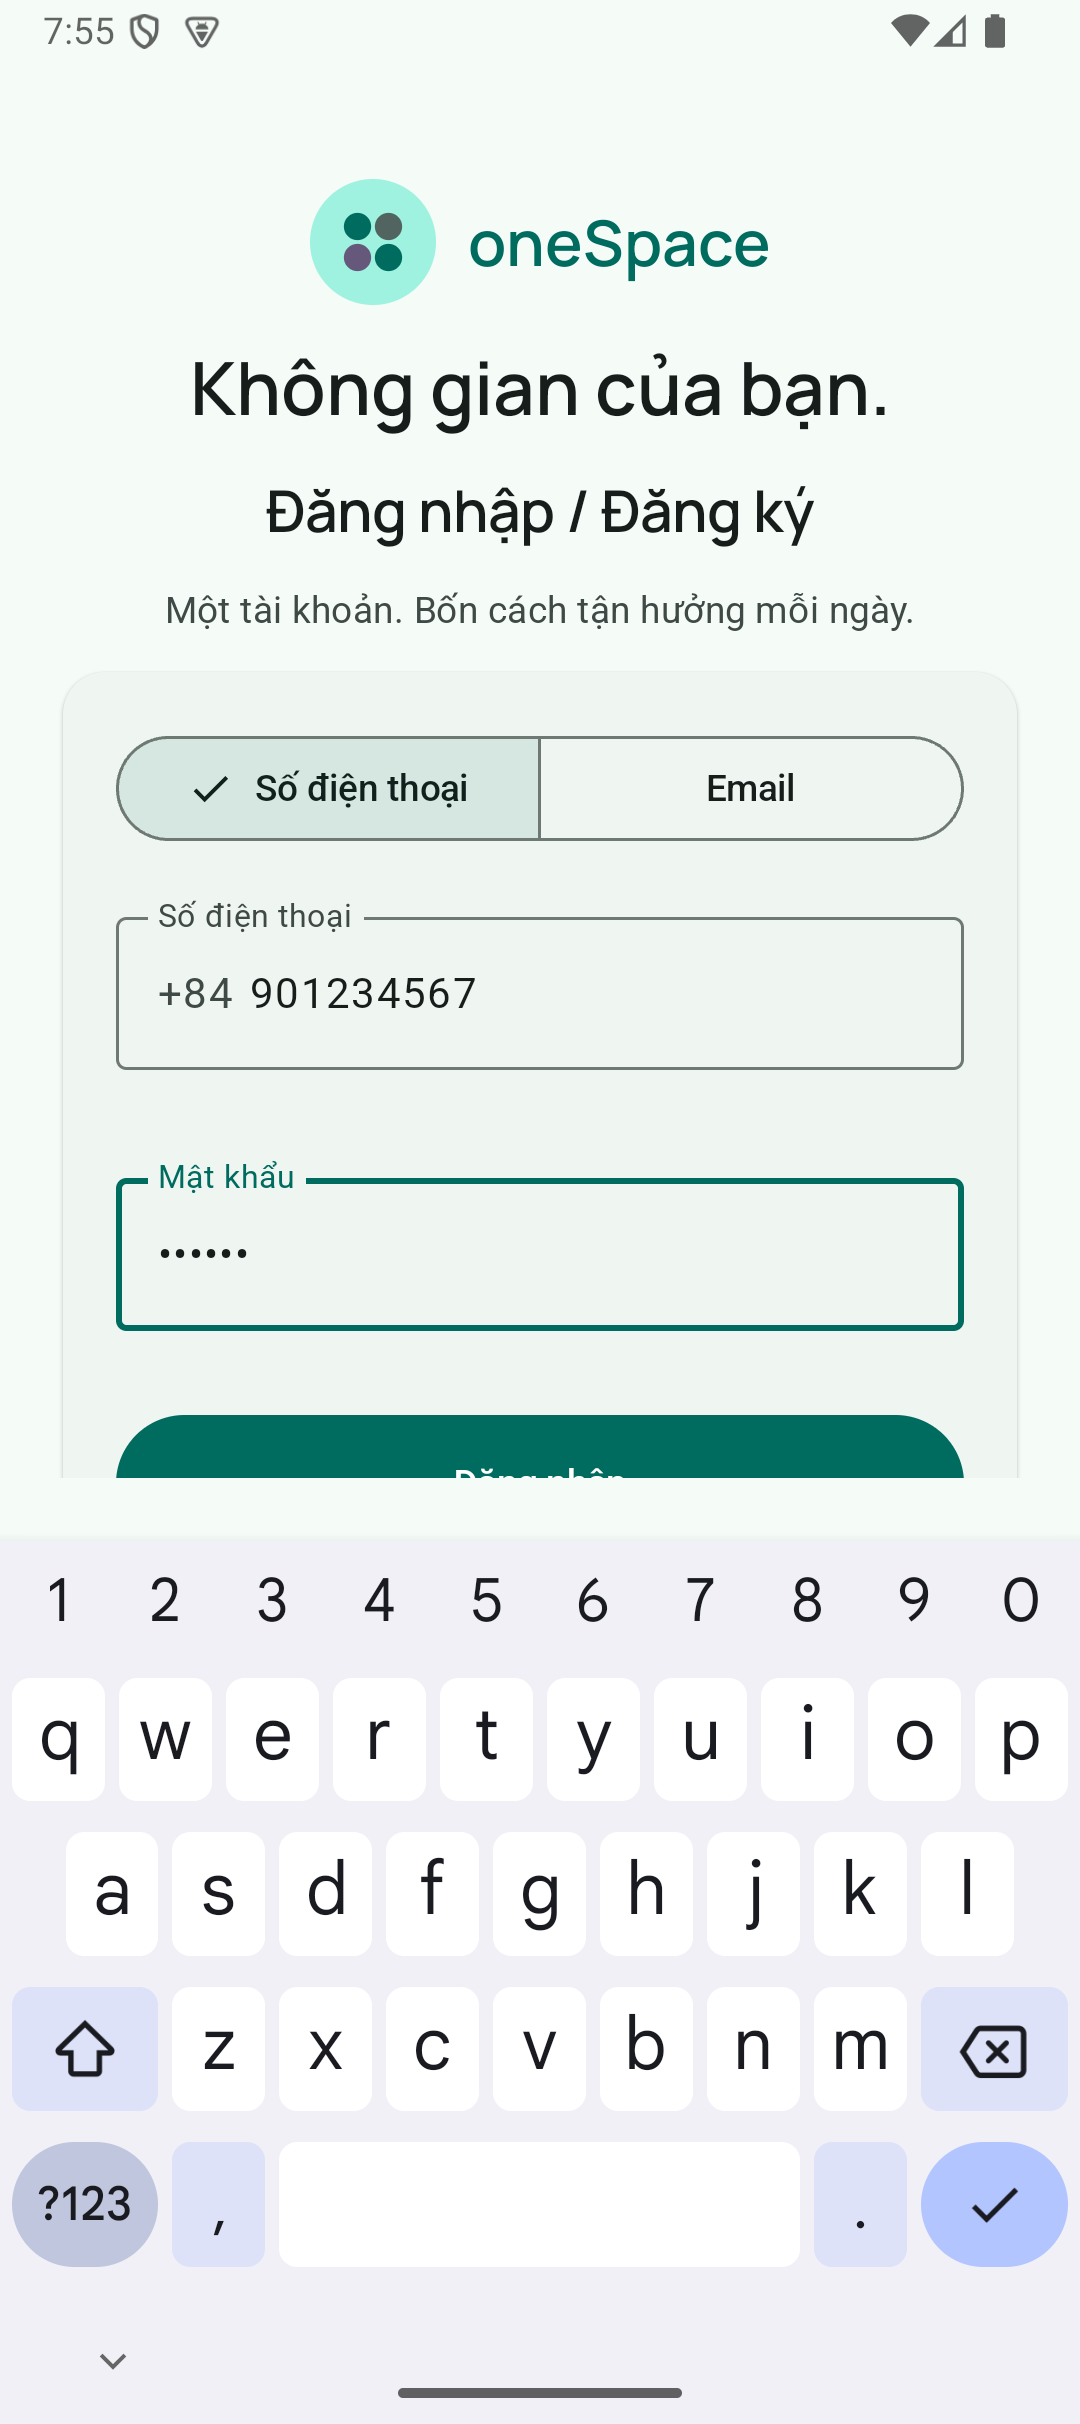 7:55
oneSpace
Không gian của bạn.
Đăng nhập / Đăng ký
Một tài khoản. Bốn cách tận hưởng mỗi ngày.
Số điện thoại
Email
Số điện thoại
+84 901234567
Mật khẩu
••••••
Đăng nhập
1 2 3 4 5 6 7 8 9 0
q w e r t y u i o p
a s d f g h j k l
z x c v b n m
?123 , .